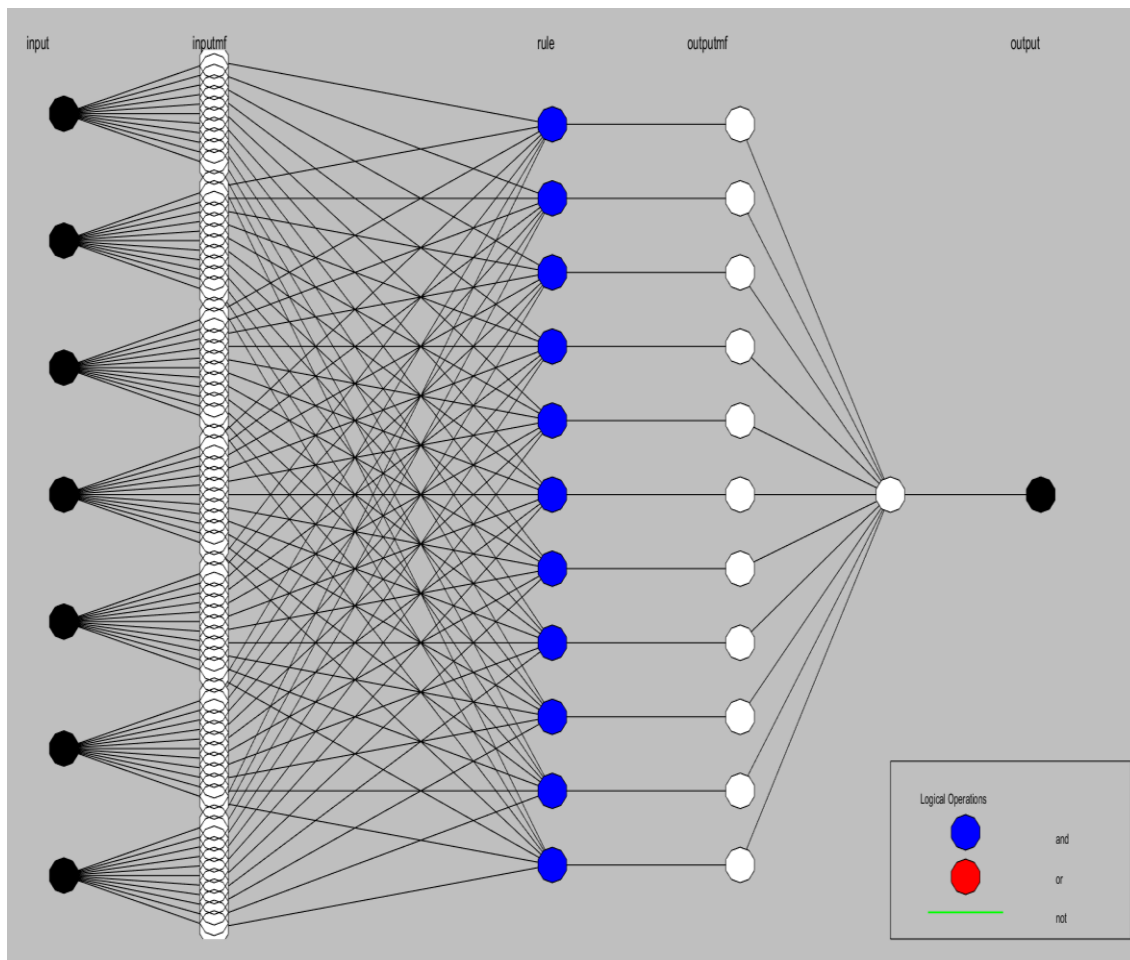 input
inputmf
rule
outputmf
output
Logical Operations
and
or
not